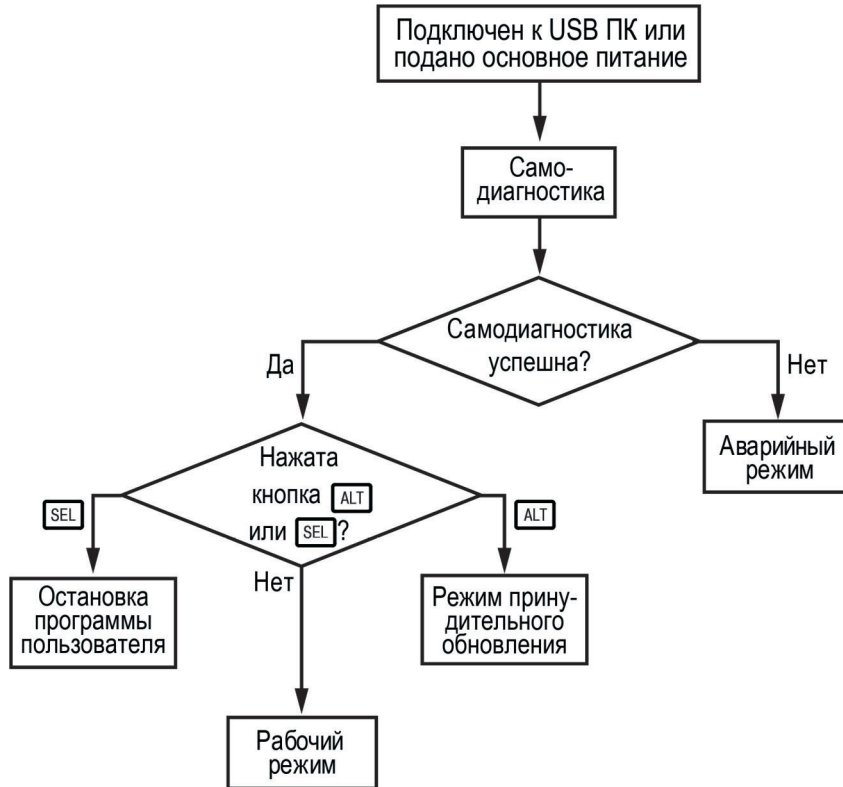 Подключен к USB ПК или
подано основное питание
Само-
диагностика
Самодиагностика
успешна?
Да
Нет
Аварийный
режим
Нажата
кнопка ALT
или SEL?
SEL
ALT
Нет
Остановка
программы
пользователя
Режим прину-
дительного
обновления
Рабочий
режим